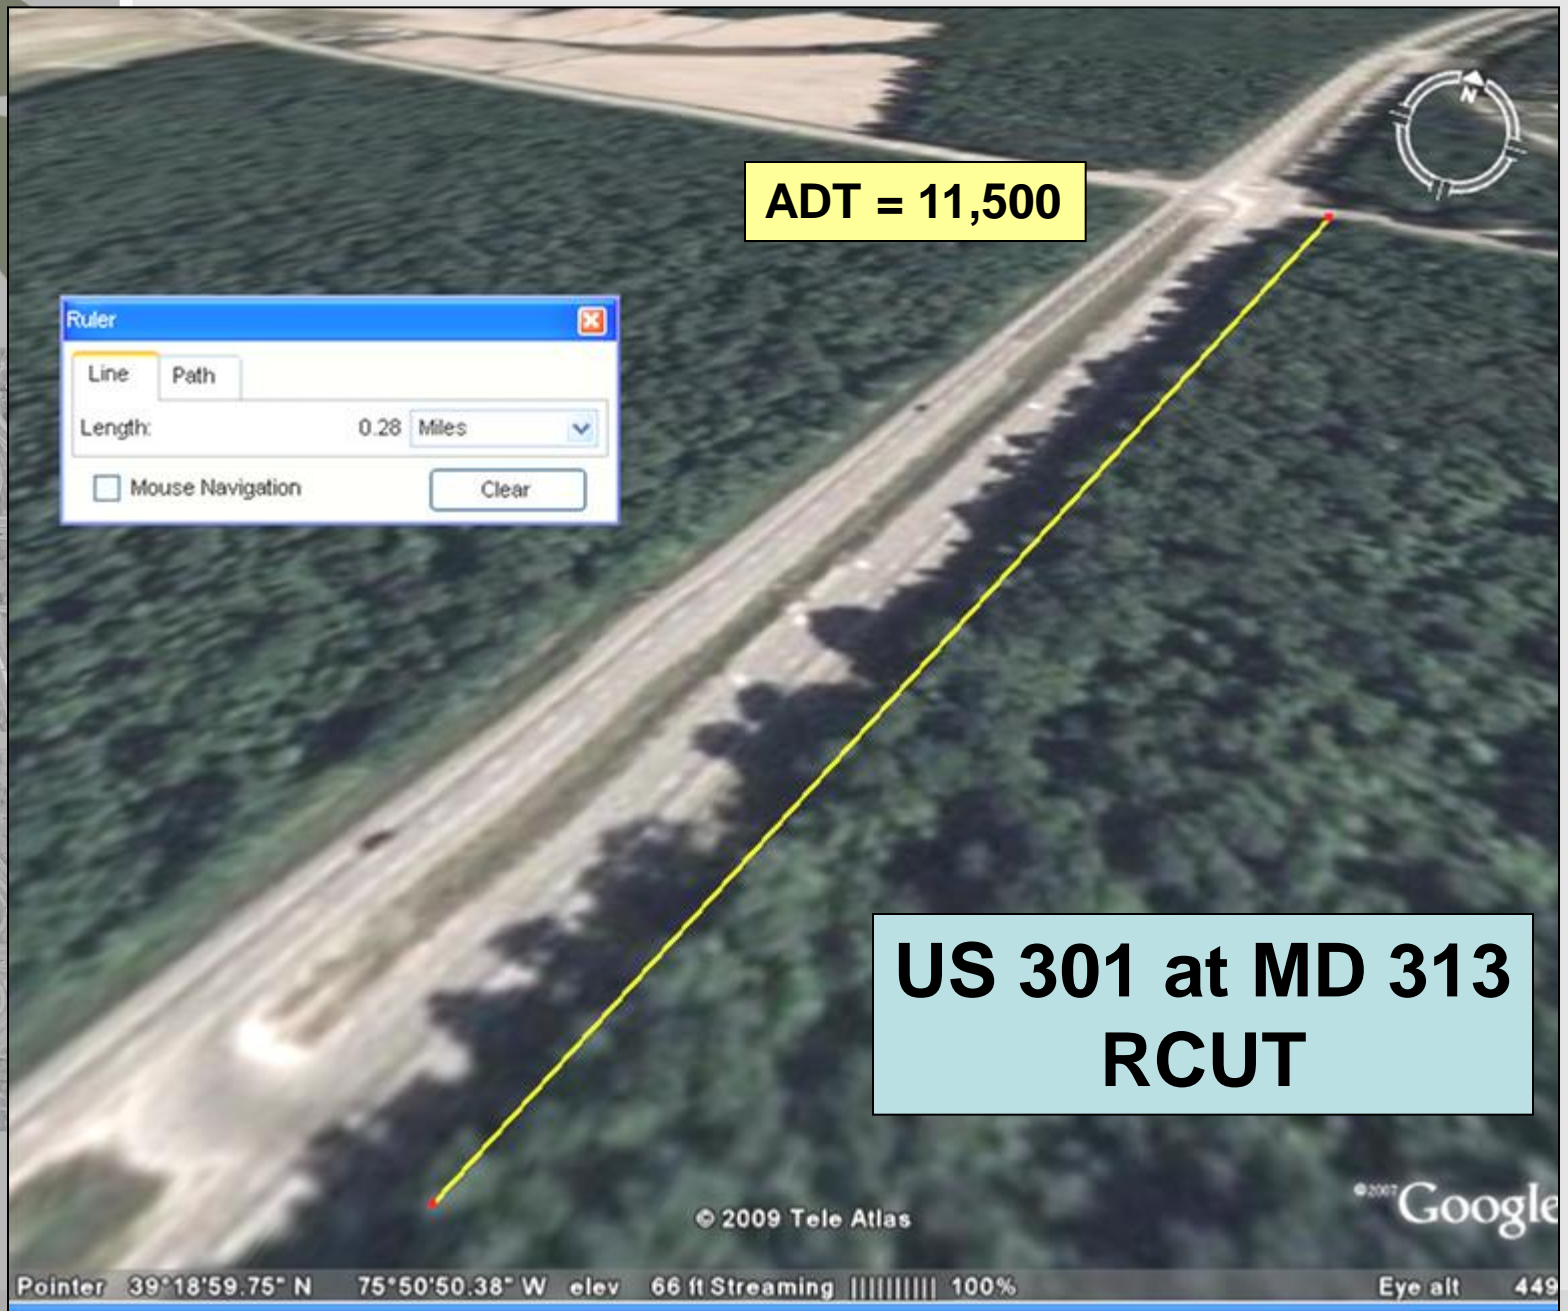 N
ADT = 11,500
Ruler
Line Path
Length: 0.28 Miles
Mouse Navigation Clear
US 301 at MD 313
RCUT
©2007 Google
© 2009 Tele Atlas
Pointer 39°18'59.75" N 75°50'50.38" W elev 66 ft Streaming |||||||||| 100% Eye alt 449